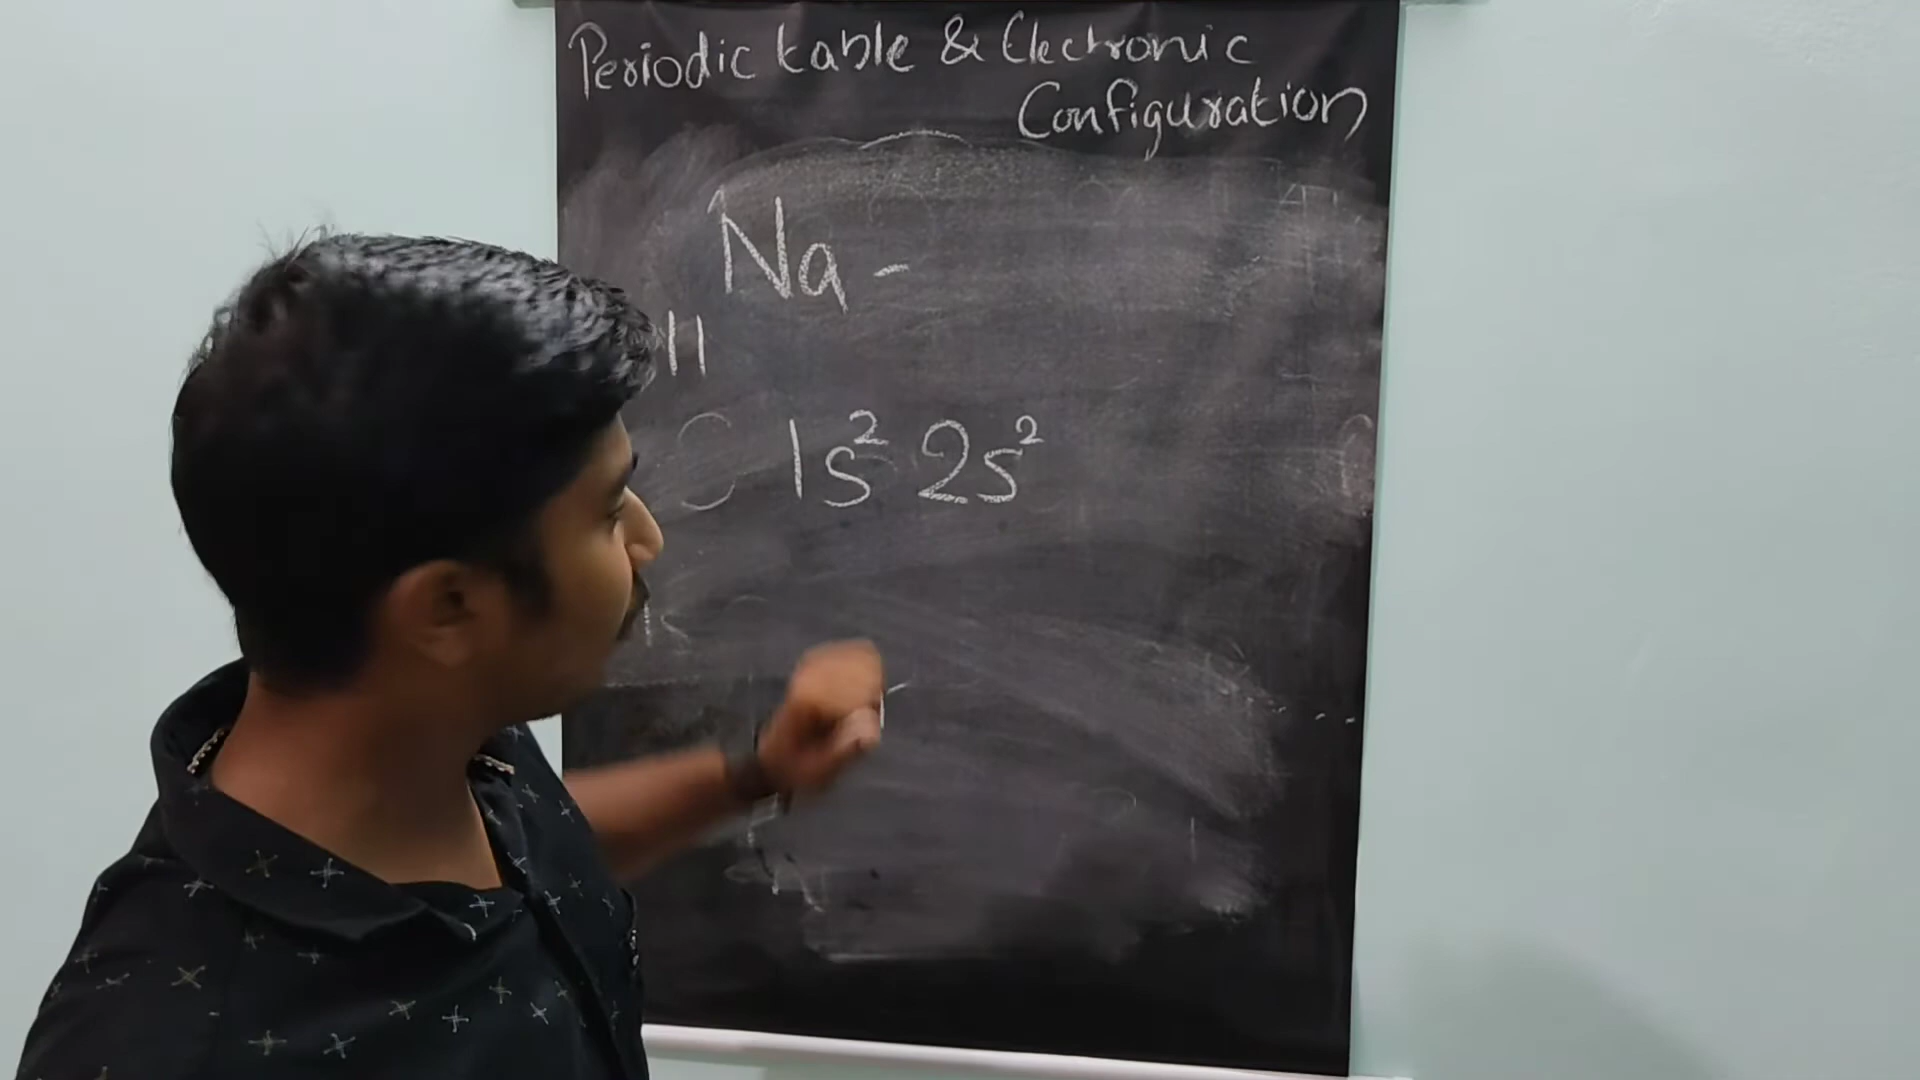 Periodic table & Electronic
Configuration
Na -
11
1s² 2s²